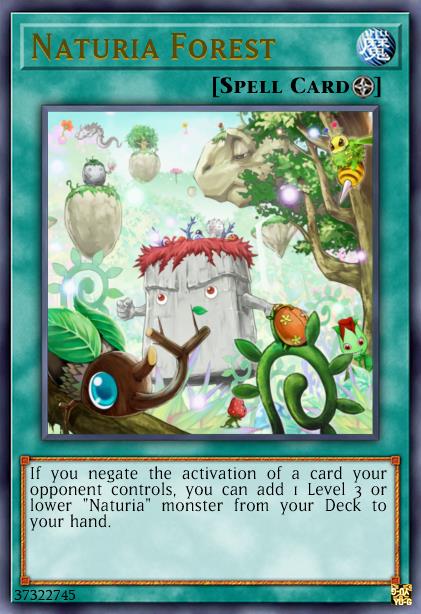 Naturia Forest
魔
[Spell Card]
If you negate the activation of a card your
opponent controls, you can add 1 Level 3 or
lower "Naturia" monster from your Deck to
your hand.
37322745